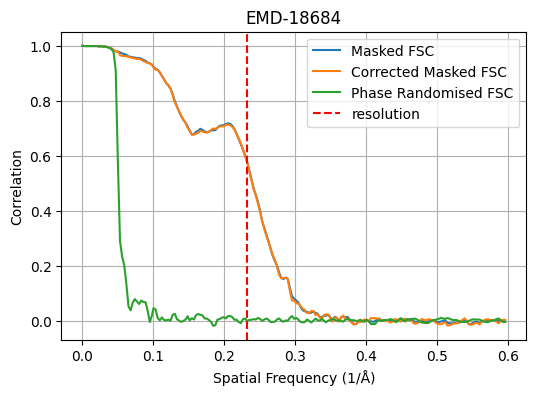 EMD-18684
Masked FSC
Corrected Masked FSC
Phase Randomised FSC
resolution
Correlation
1.0
0.8
0.6
0.4
0.2
0.0
0.0 0.1 0.2 0.3 0.4 0.5 0.6
Spatial Frequency (1/Å)